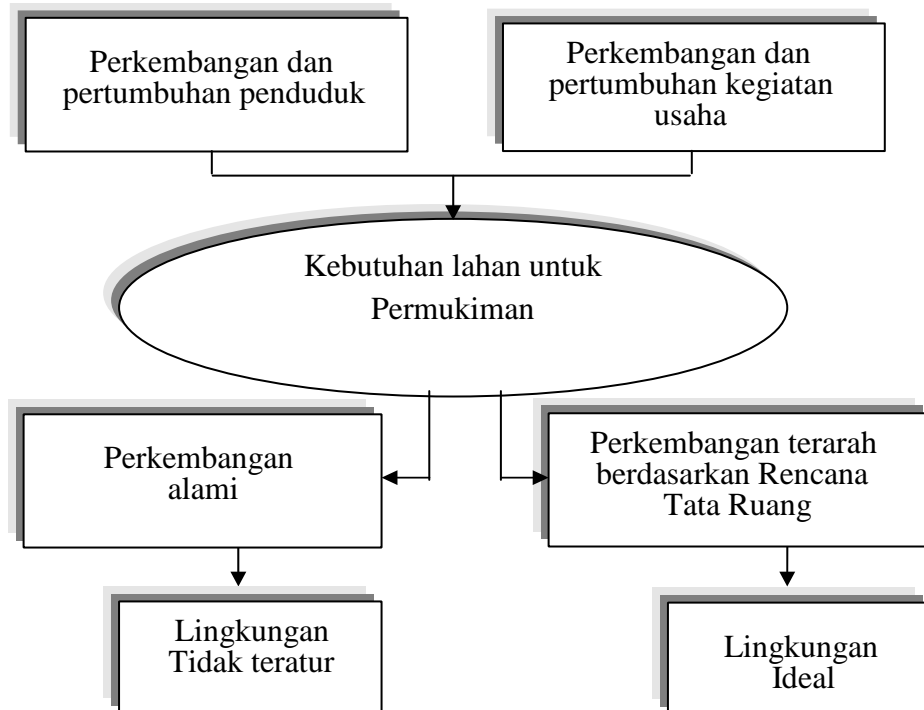 Perkembangan dan
pertumbuhan penduduk
Perkembangan dan
pertumbuhan kegiatan
usaha
Kebutuhan lahan untuk
Permukiman
Perkembangan
alami
Perkembangan terarah
berdasarkan Rencana
Tata Ruang
Lingkungan
Tidak teratur
Lingkungan
Ideal